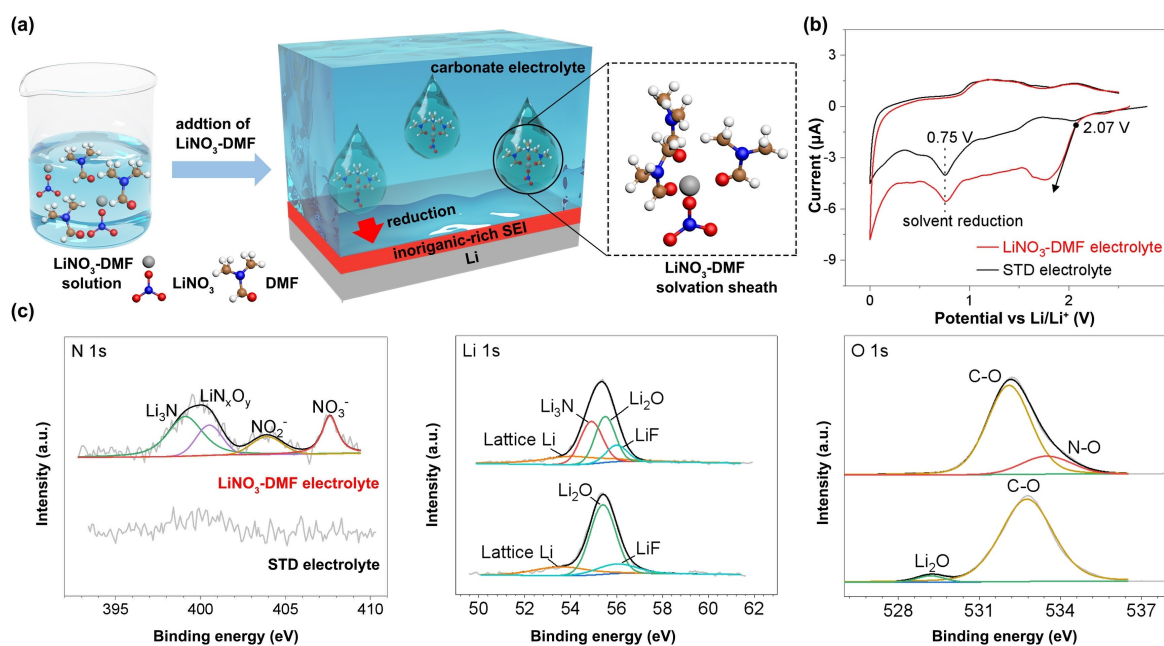 (a)
addtion of
LiNO₃-DMF
carbonate electrolyte
reduction
inoriganic-rich SEI
Li
LiNO₃-DMF
solution
LiNO₃
DMF
LiNO₃-DMF
solvation sheath
(b)
Current (μA)
3
0
-3
-6
-9
0.75 V
2.07 V
solvent reduction
LiNO₃-DMF electrolyte
STD electrolyte
0
1
2
Potential vs Li/Li⁺ (V)
(c)
N 1s
Intensity (a.u.)
Li₃N
LiNₓOᵧ
NO₂⁻
NO₃⁻
LiNO₃-DMF electrolyte
STD electrolyte
395 400 405 410
Binding energy (eV)
Li 1s
Intensity (a.u.)
Li₃N
Li₂O
Lattice Li
LiF
Li₂O
Lattice Li
LiF
50 52 54 56 58 60 62
Binding energy (eV)
O 1s
Intensity (a.u.)
C-O
N-O
C-O
Li₂O
528 531 534 537
Binding energy (eV)